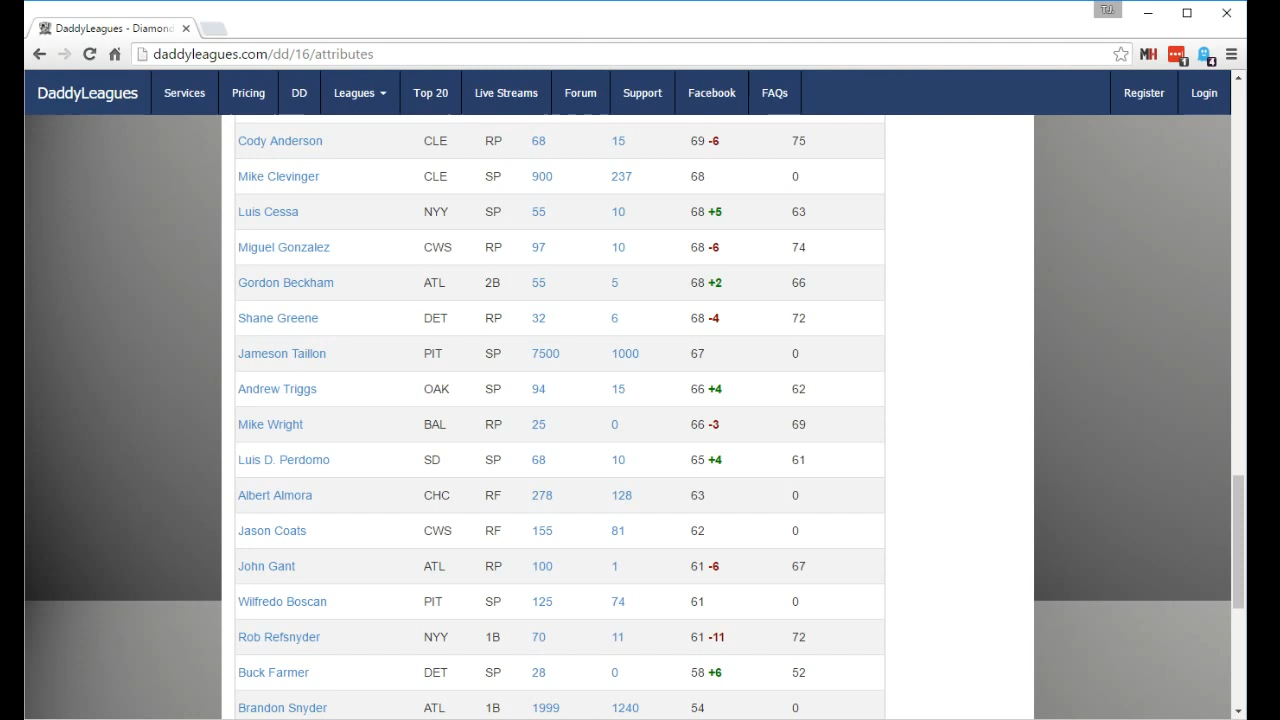 T.J.
DaddyLeagues - Diamond
daddyleagues.com/dd/16/attributes
MH 1 4
DaddyLeagues Services Pricing DD Leagues Top 20 Live Streams Forum Support Facebook FAQs Register Login
Cody Anderson CLE RP 68 15 69 -6 75
Mike Clevinger CLE SP 900 237 68 0
Luis Cessa NYY SP 55 10 68 +5 63
Miguel Gonzalez CWS RP 97 10 68 -6 74
Gordon Beckham ATL 2B 55 5 68 +2 66
Shane Greene DET RP 32 6 68 -4 72
Jameson Taillon PIT SP 7500 1000 67 0
Andrew Triggs OAK SP 94 15 66 +4 62
Mike Wright BAL RP 25 0 66 -3 69
Luis D. Perdomo SD SP 68 10 65 +4 61
Albert Almora CHC RF 278 128 63 0
Jason Coats CWS RF 155 81 62 0
John Gant ATL RP 100 1 61 -6 67
Wilfredo Boscan PIT SP 125 74 61 0
Rob Refsnyder NYY 1B 70 11 61 -11 72
Buck Farmer DET SP 28 0 58 +6 52
Brandon Snyder ATL 1B 1999 1240 54 0